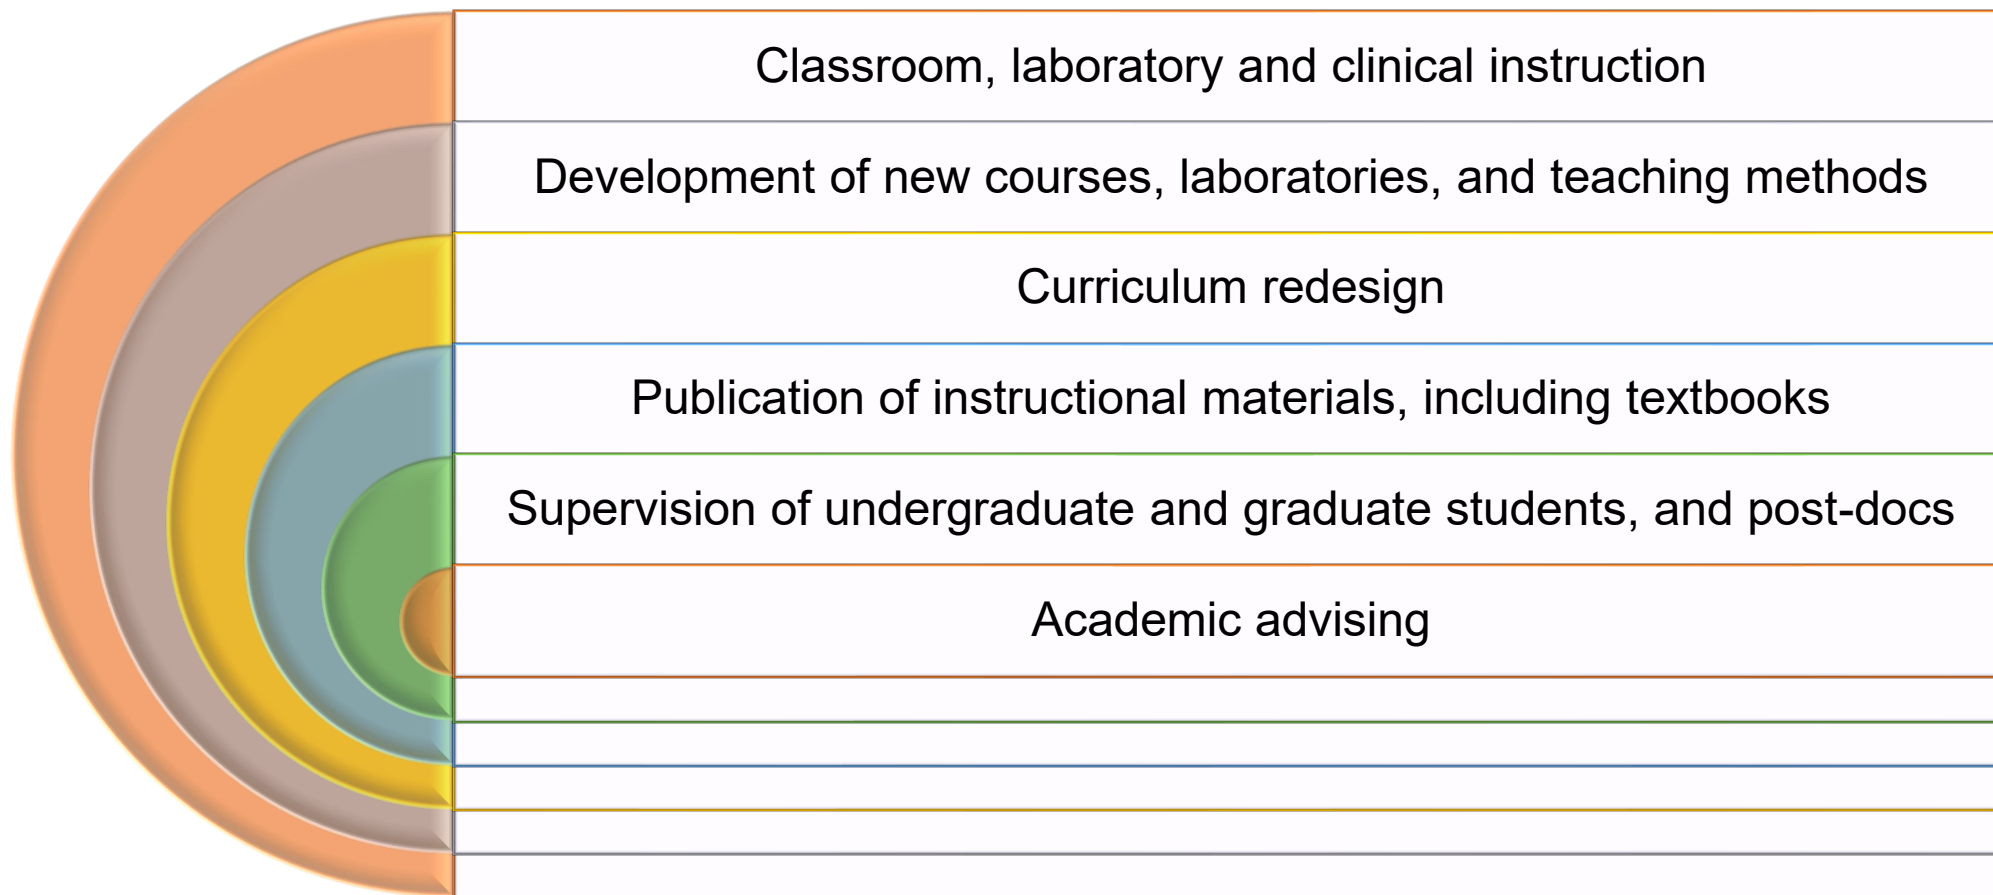 Classroom, laboratory and clinical instruction
Development of new courses, laboratories, and teaching methods
Curriculum redesign
Publication of instructional materials, including textbooks
Supervision of undergraduate and graduate students, and post-docs
Academic advising